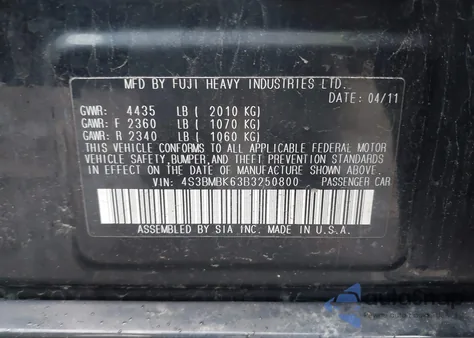 MFD BY FUJI HEAVY INDUSTRIES LTD.
DATE: 04/11
GVWR: 4435 LB ( 2010 KG)
GAWR: F 2360 LB ( 1070 KG)
GAWR: R 2340 LB ( 1060 KG)
THIS VEHICLE CONFORMS TO ALL APPLICABLE FEDERAL MOTOR
VEHICLE SAFETY, BUMPER, AND THEFT PREVENTION STANDARDS
IN EFFECT ON THE DATE OF MANUFACTURE SHOWN ABOVE.
VIN: 4S3BMBK63B3250800 PASSENGER CAR
ASSEMBLED BY SIA INC. MADE IN U.S.A.